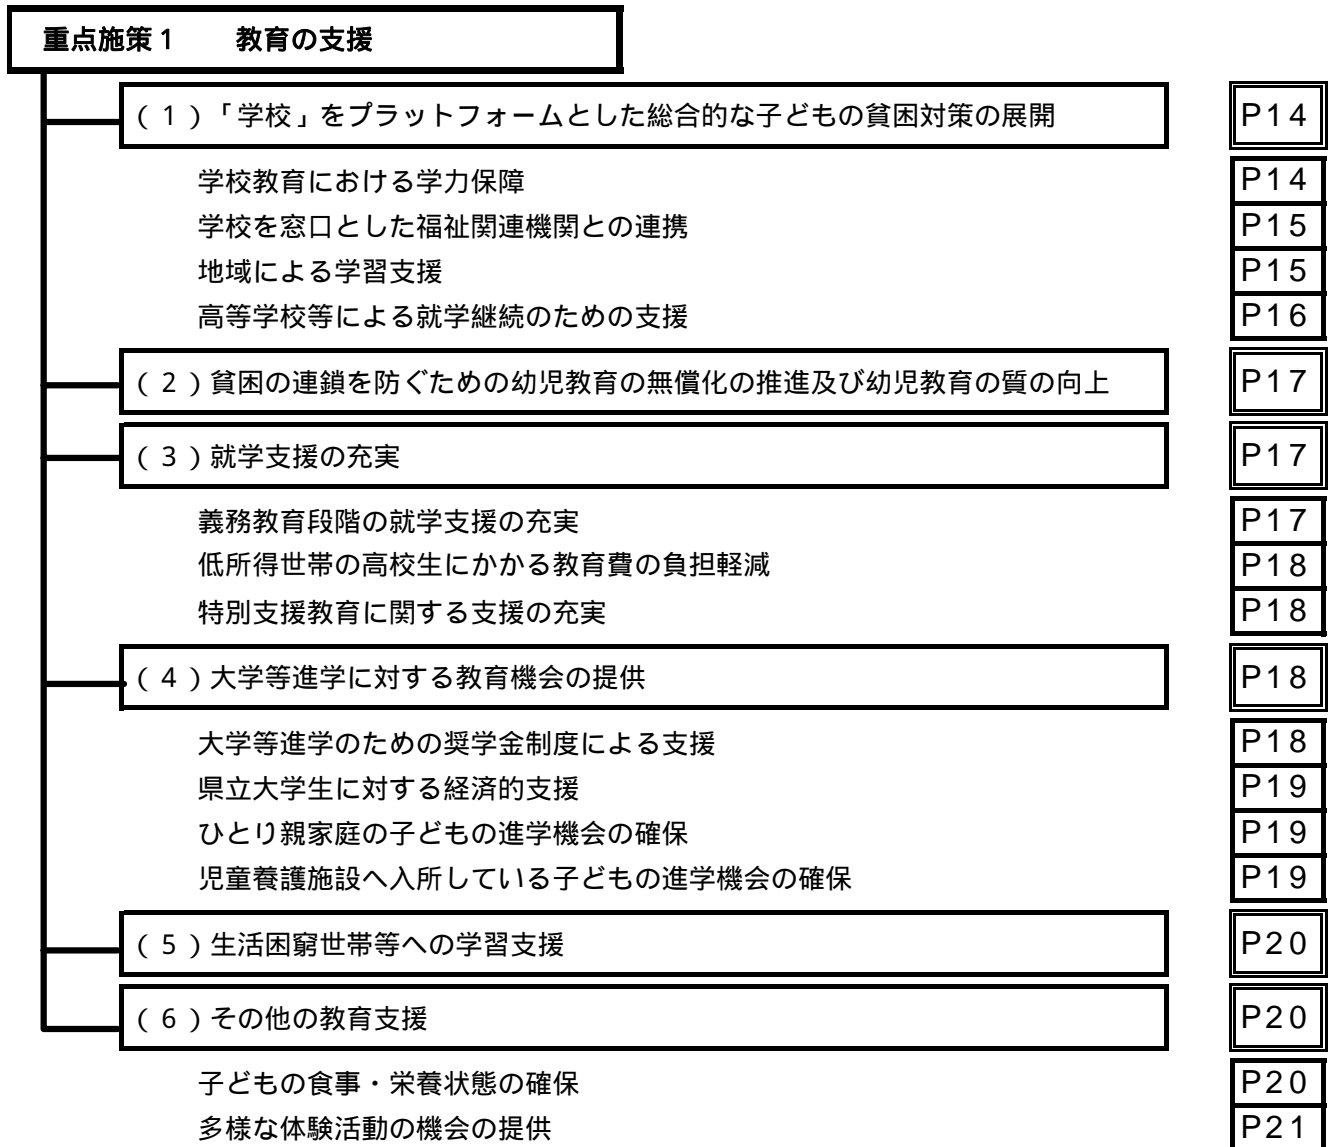 重点施策1　　教育の支援
(1)「学校」をプラットフォームとした総合的な子どもの貧困対策の展開　P14
学校教育における学力保障　P14
学校を窓口とした福祉関連機関との連携　P15
地域による学習支援　P15
高等学校等による就学継続のための支援　P16
(2)貧困の連鎖を防ぐための幼児教育の無償化の推進及び幼児教育の質の向上　P17
(3)就学支援の充実　P17
義務教育段階の就学支援の充実　P17
低所得世帯の高校生にかかる教育費の負担軽減　P18
特別支援教育に関する支援の充実　P18
(4)大学等進学に対する教育機会の提供　P18
大学等進学のための奨学金制度による支援　P18
県立大学生に対する経済的支援　P19
ひとり親家庭の子どもの進学機会の確保　P19
児童養護施設へ入所している子どもの進学機会の確保　P19
(5)生活困窮世帯等への学習支援　P20
(6)その他の教育支援　P20
子どもの食事・栄養状態の確保　P20
多様な体験活動の機会の提供　P21